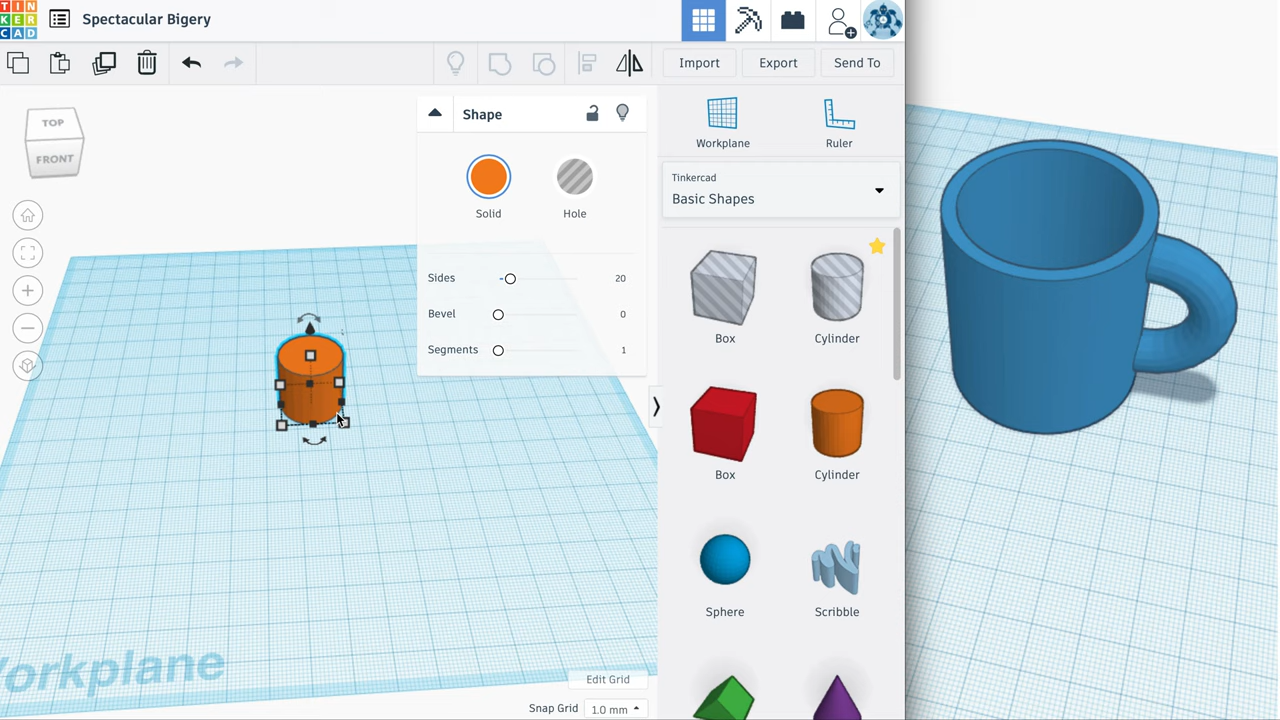 TIN
KER
CAD
Spectacular Bigery
Import
Export
Send To
TOP
FRONT
Shape
Solid
Hole
Sides
20
Bevel
0
Segments
1
Workplane
Ruler
Tinkercad
Basic Shapes
Box
Cylinder
Box
Cylinder
Sphere
Scribble
Workplane
Edit Grid
Snap Grid
1.0 mm